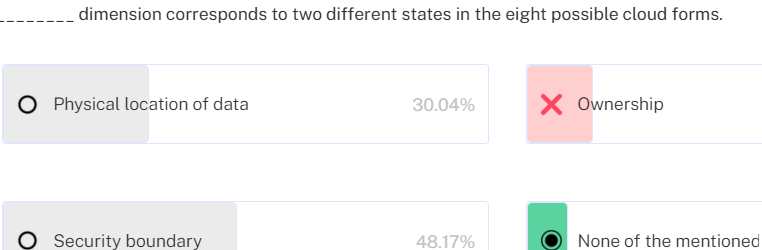 ________ dimension corresponds to two different states in the eight possible cloud forms.
Physical location of data 30.04% Ownership
Security boundary 48.17% None of the mentioned